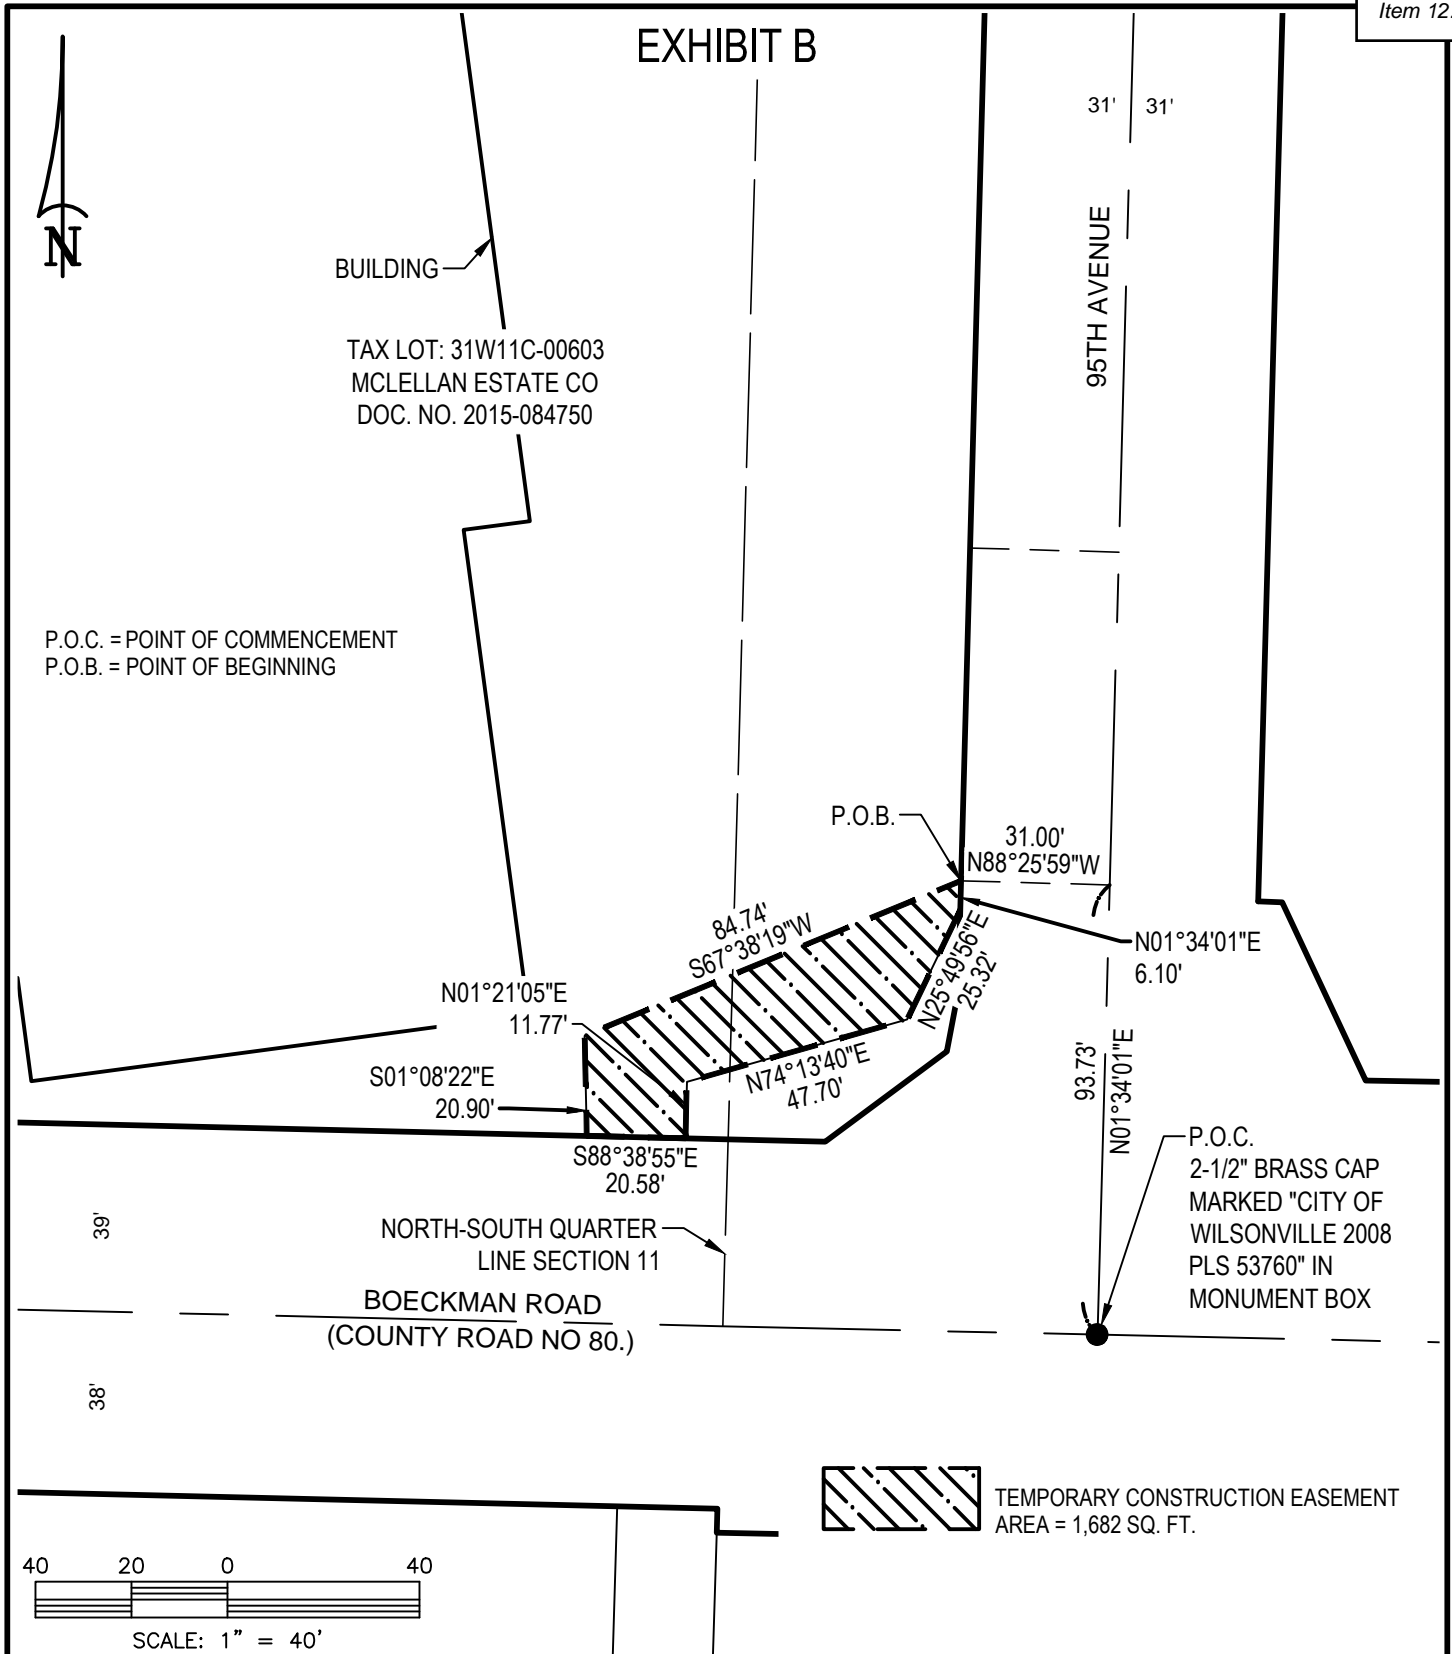 Item 12.
EXHIBIT B
31' 31'
N
95TH AVENUE
BUILDING
TAX LOT: 31W11C-00603
MCLELLAN ESTATE CO
DOC. NO. 2015-084750
P.O.C. = POINT OF COMMENCEMENT
P.O.B. = POINT OF BEGINNING
P.O.B.
31.00'
N88°25'59"W
84.74'
S67°38'19"W
N01°34'01"E
6.10'
N25°49'56"E
25.32'
N01°21'05"E
11.77'
N74°13'40"E
47.70'
S01°08'22"E
20.90'
93.73'
N01°34'01"E
S88°38'55"E
20.58'
P.O.C.
2-1/2" BRASS CAP
MARKED "CITY OF
WILSONVILLE 2008
PLS 53760" IN
MONUMENT BOX
39'
NORTH-SOUTH QUARTER
LINE SECTION 11
BOECKMAN ROAD
(COUNTY ROAD NO 80.)
38'
TEMPORARY CONSTRUCTION EASEMENT
AREA = 1,682 SQ. FT.
40 20 0 40
SCALE: 1" = 40'